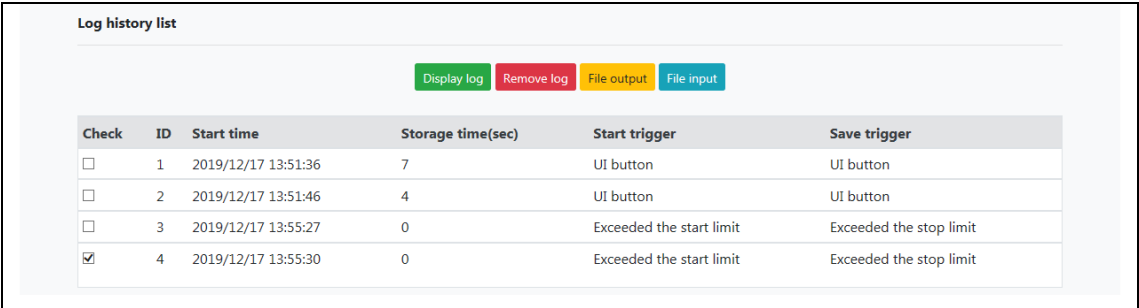 Log history list
Display log Remove log File output File input
Check ID Start time Storage time(sec) Start trigger Save trigger
1 2019/12/17 13:51:36 7 UI button UI button
2 2019/12/17 13:51:46 4 UI button UI button
3 2019/12/17 13:55:27 0 Exceeded the start limit Exceeded the stop limit
4 2019/12/17 13:55:30 0 Exceeded the start limit Exceeded the stop limit